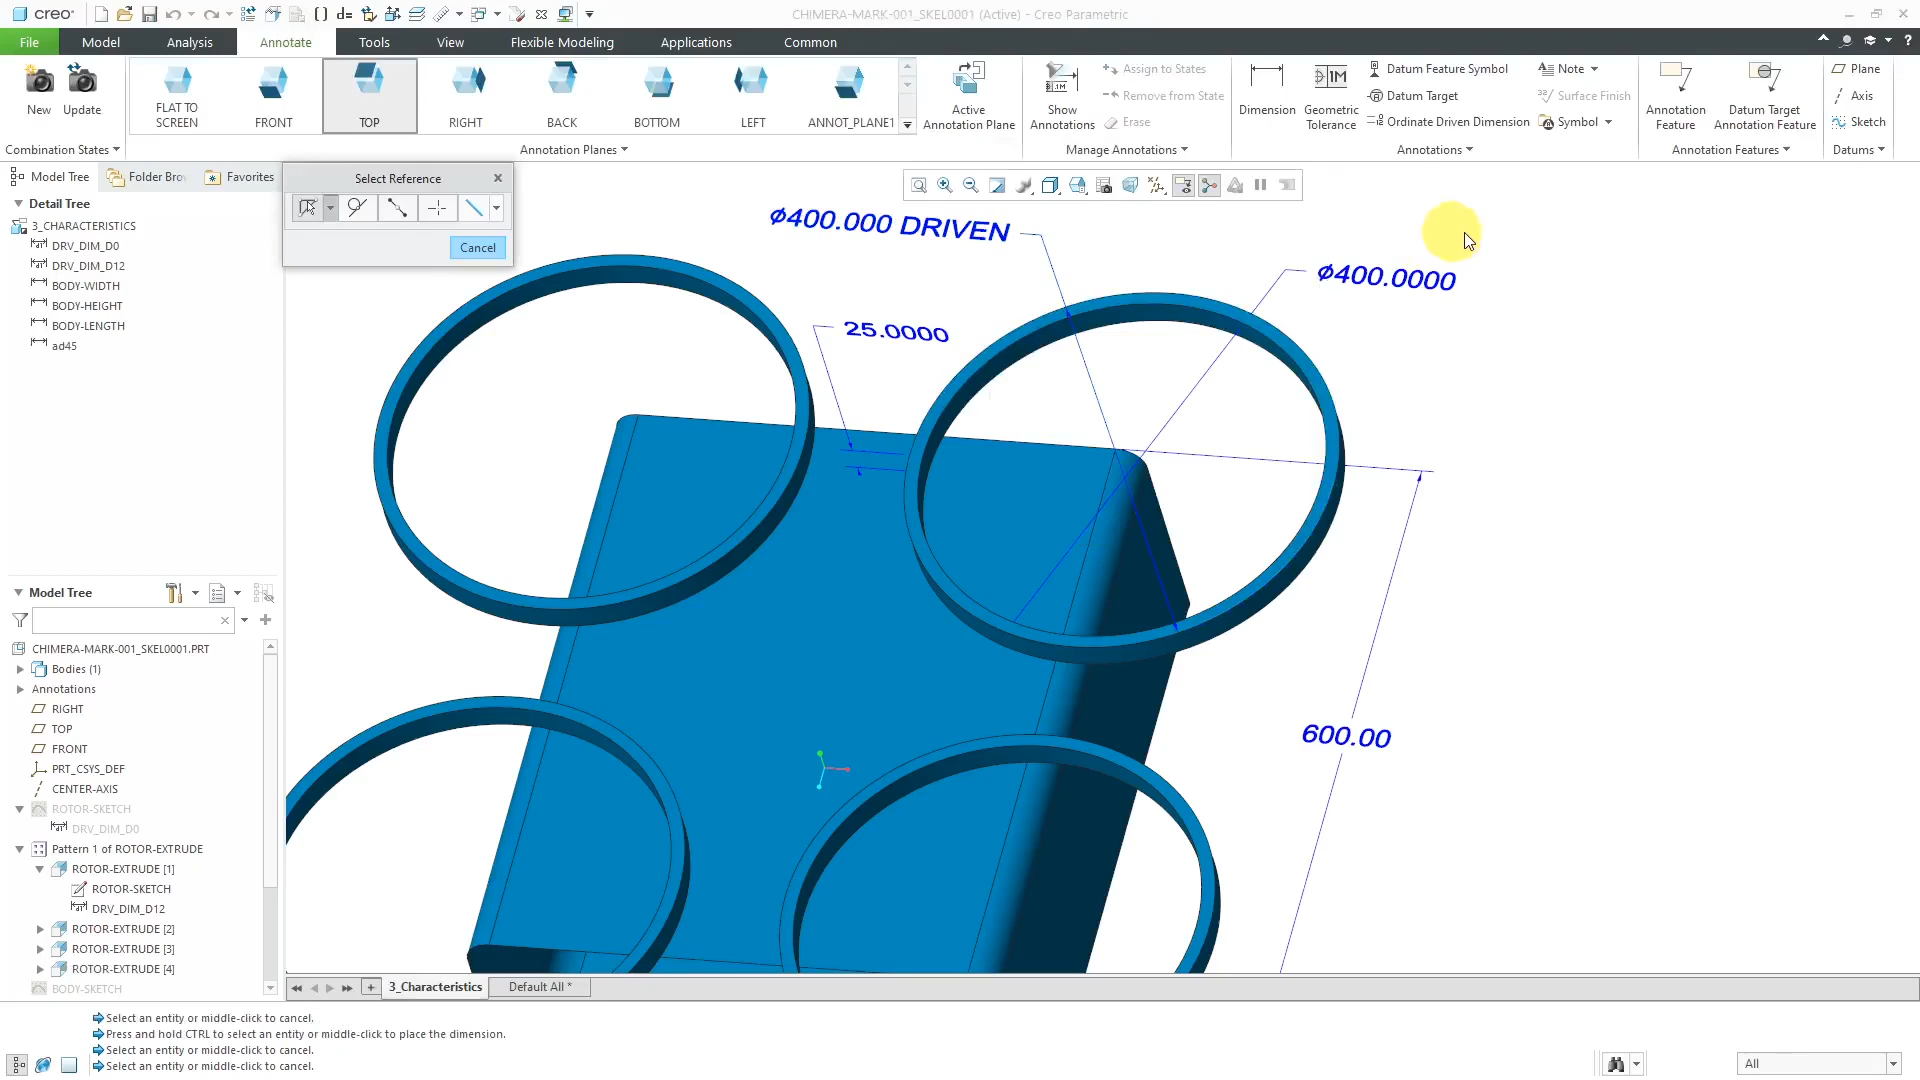 creo°
CHIMERA-MARK-001_SKEL0001 (Active) - Creo Parametric
File
Model
Analysis
Annotate
Tools
View
Flexible Modeling
Applications
Common
New
Update
Combination States
FLAT TO SCREEN
FRONT
TOP
RIGHT
BACK
BOTTOM
LEFT
ANNOT_PLANE1
Annotation Planes
Active Annotation Plane
Show Annotations
Assign to States
Remove from State
Erase
Manage Annotations
Dimension
Geometric Tolerance
Datum Feature Symbol
Datum Target
Ordinate Driven Dimension
Note
Surface Finish
Symbol
Annotations
Annotation Feature
Datum Target Annotation Feature
Annotation Features
Plane
Axis
Sketch
Datums
Model Tree
Folder Bro
Favorites
Detail Tree
3_CHARACTERISTICS
DRV_DIM_D0
DRV_DIM_D12
BODY-WIDTH
BODY-HEIGHT
BODY-LENGTH
ad45
Select Reference
Cancel
ϕ400.000 DRIVEN
ϕ400.0000
25.0000
600.00
Model Tree
CHIMERA-MARK-001_SKEL0001.PRT
Bodies (1)
Annotations
RIGHT
TOP
FRONT
PRT_CSYS_DEF
CENTER-AXIS
ROTOR-SKETCH
DRV_DIM_D0
Pattern 1 of ROTOR-EXTRUDE
ROTOR-EXTRUDE [1]
ROTOR-SKETCH
DRV_DIM_D12
ROTOR-EXTRUDE [2]
ROTOR-EXTRUDE [3]
ROTOR-EXTRUDE [4]
BODY-SKETCH
3_Characteristics
Default All *
Select an entity or middle-click to cancel.
Press and hold CTRL to select an entity or middle-click to place the dimension.
Select an entity or middle-click to cancel.
Select an entity or middle-click to cancel.
All